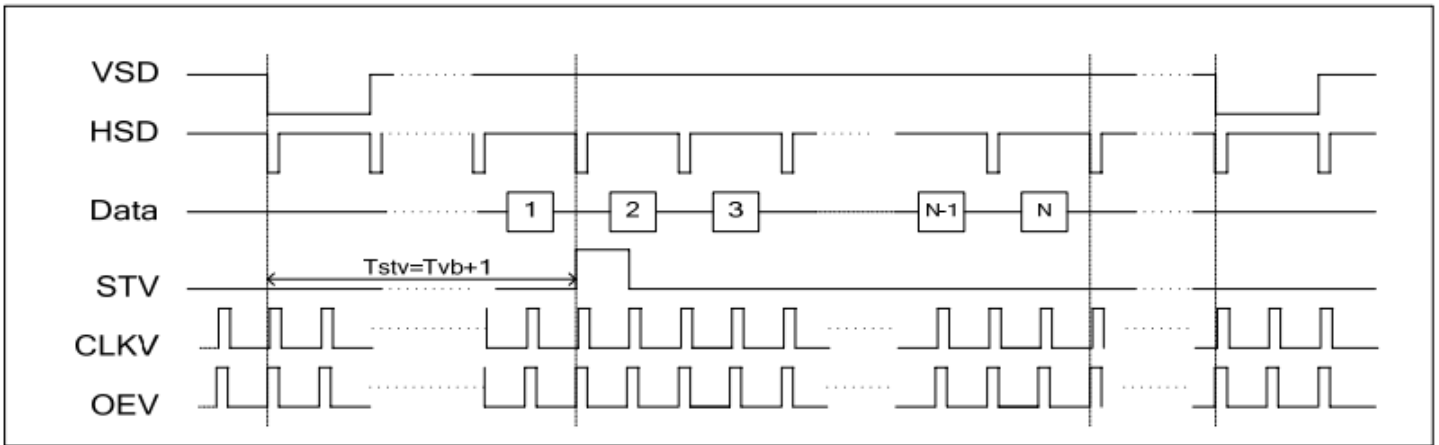 VSD
HSD
Data 1 2 3 N-1 N
Tstv=Tvb+1
STV
CLKV
OEV